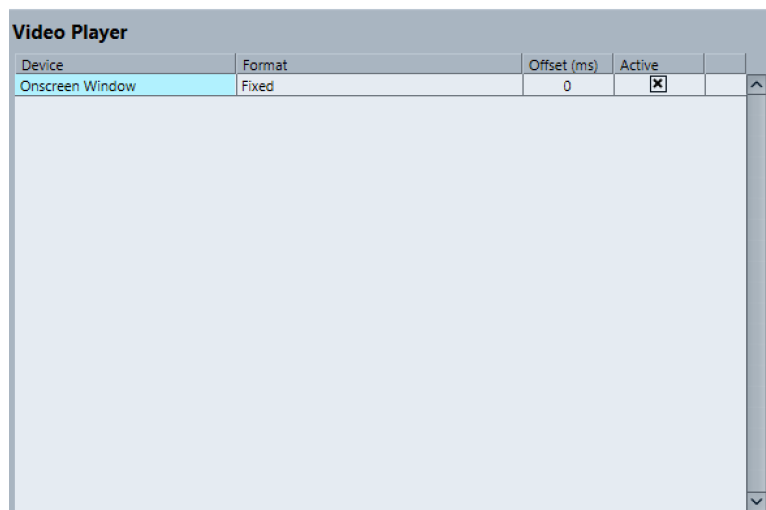 Video Player
Device Format Offset (ms) Active
Onscreen Window Fixed 0